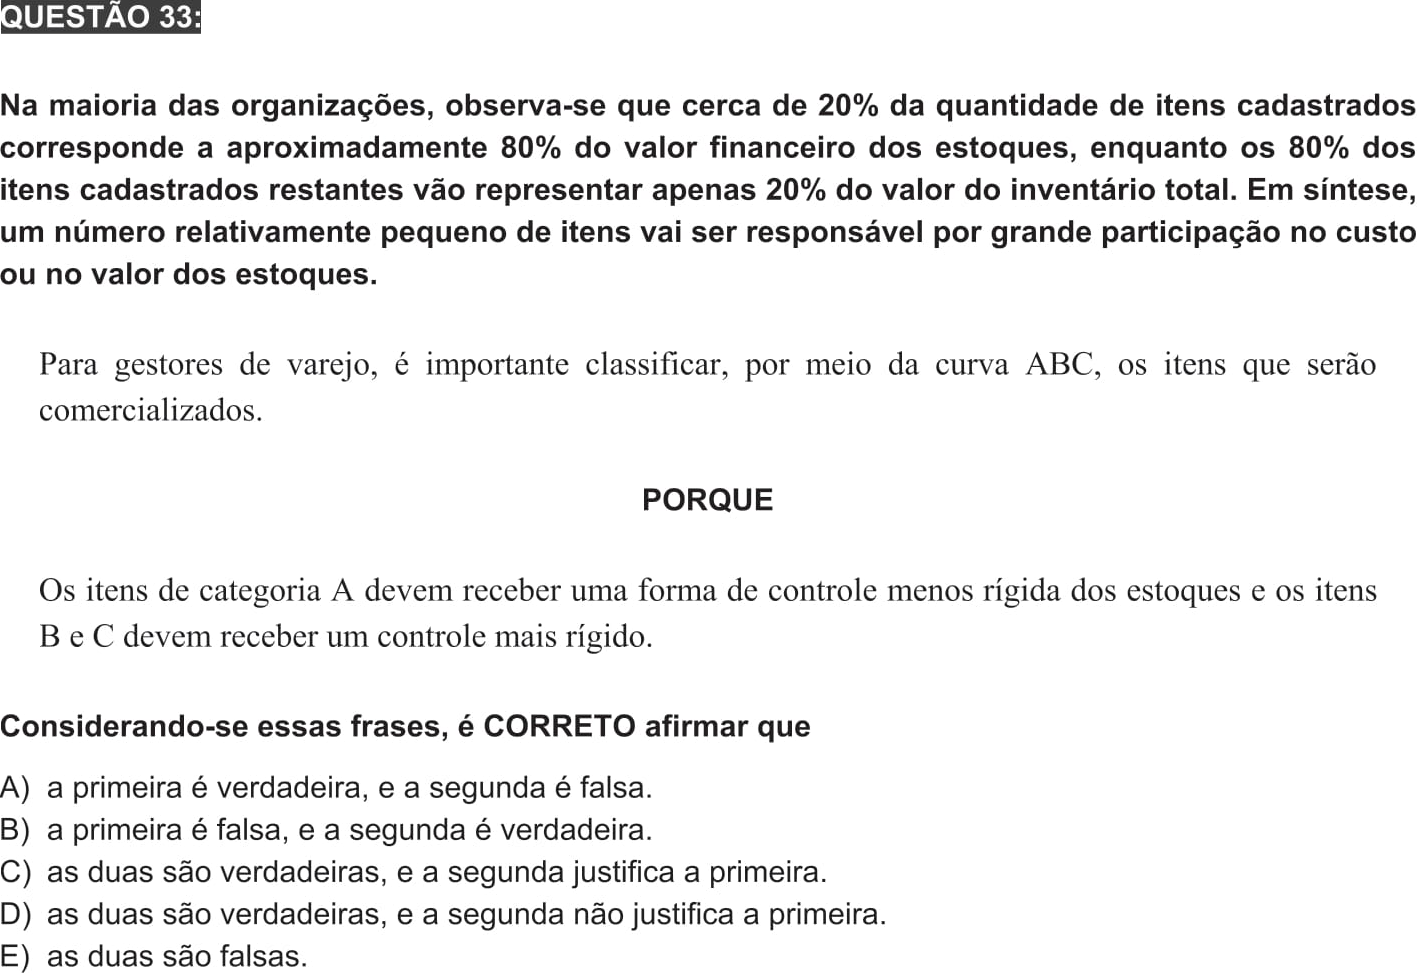 QUESTÃO 33:
Na maioria das organizações, observa-se que cerca de 20% da quantidade de itens cadastrados
corresponde a aproximadamente 80% do valor financeiro dos estoques, enquanto os 80% dos
itens cadastrados restantes vão representar apenas 20% do valor do inventário total. Em síntese,
um número relativamente pequeno de itens vai ser responsável por grande participação no custo
ou no valor dos estoques.
Para gestores de varejo, é importante classificar, por meio da curva ABC, os itens que serão
comercializados.
PORQUE
Os itens de categoria A devem receber uma forma de controle menos rígida dos estoques e os itens
B e C devem receber um controle mais rígido.
Considerando-se essas frases, é CORRETO afirmar que
A) a primeira é verdadeira, e a segunda é falsa.
B) a primeira é falsa, e a segunda é verdadeira.
C) as duas são verdadeiras, e a segunda justifica a primeira.
D) as duas são verdadeiras, e a segunda não justifica a primeira.
E) as duas são falsas.